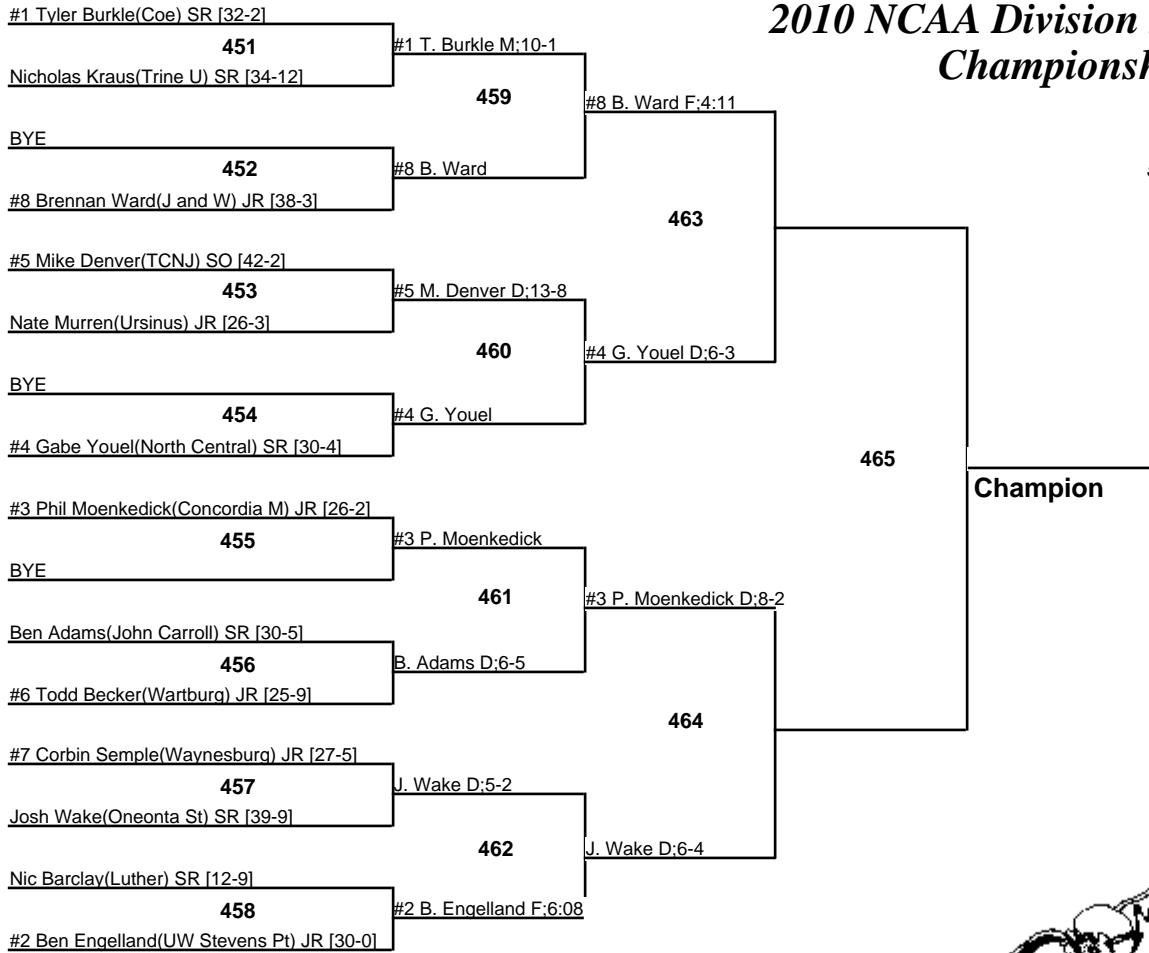 2010 NCAA Division
Championsh
#1 Tyler Burkle(Coe) SR [32-2]
451
Nicholas Kraus(Trine U) SR [34-12]
BYE
452
#8 Brennan Ward(J and W) JR [38-3]
#5 Mike Denver(TCNJ) SO [42-2]
453
Nate Murren(Ursinus) JR [26-3]
BYE
454
#4 Gabe Youel(North Central) SR [30-4]
#3 Phil Moenkedick(Concordia M) JR [26-2]
455
BYE
Ben Adams(John Carroll) SR [30-5]
456
#6 Todd Becker(Wartburg) JR [25-9]
#7 Corbin Semple(Waynesburg) JR [27-5]
457
Josh Wake(Oneonta St) SR [39-9]
Nic Barclay(Luther) SR [12-9]
458
#2 Ben Engelland(UW Stevens Pt) JR [30-0]
#1 T. Burkle M;10-1
459
#8 B. Ward
#5 M. Denver D;13-8
460
#4 G. Youel
#3 P. Moenkedick
461
B. Adams D;6-5
J. Wake D;5-2
462
#2 B. Engelland F;6:08
#8 B. Ward F;4:11
463
#4 G. Youel D;6-3
#3 P. Moenkedick D;8-2
464
J. Wake D;6-4
465
Champion